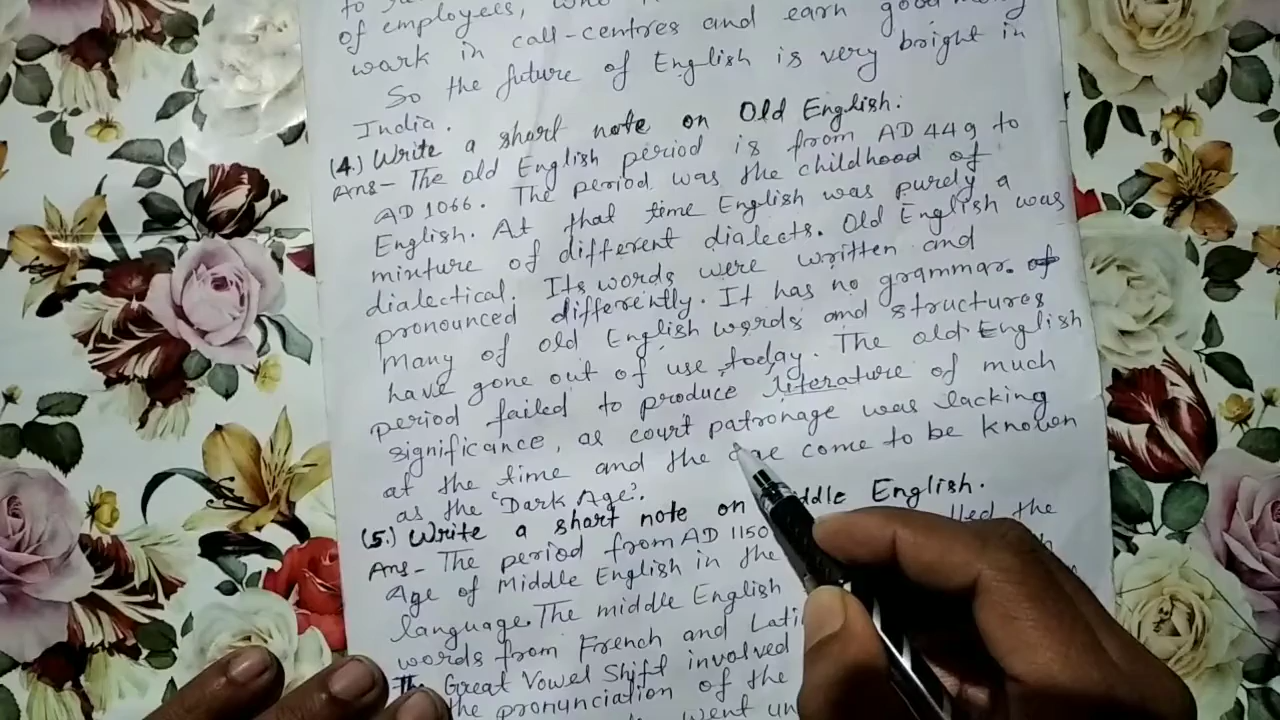 of employees,
work in call-centres and earn good
So the future of English is very bright in
India.
(4.) Write a short note on Old English:
Ans- The old English period is from AD 449 to
AD 1066. The period was the childhood of
English. At that time English was purely a
mixture of different dialects. Old English was
dialectical. Its words were written and
pronounced differently. It has no grammar.
many of old English words and structures
have gone out of use today. The old English
period failed to produce literature of much
significance, as court patronage was lacking
at the time and the age come to be known
as the 'Dark Age'.
(5.) Write a short note on Middle English.
Ans- The period from AD 1150 the
Age of Middle English in the
language. The middle English
words from French and
The Great Vowel Shift involved
the pronunciation of the
went